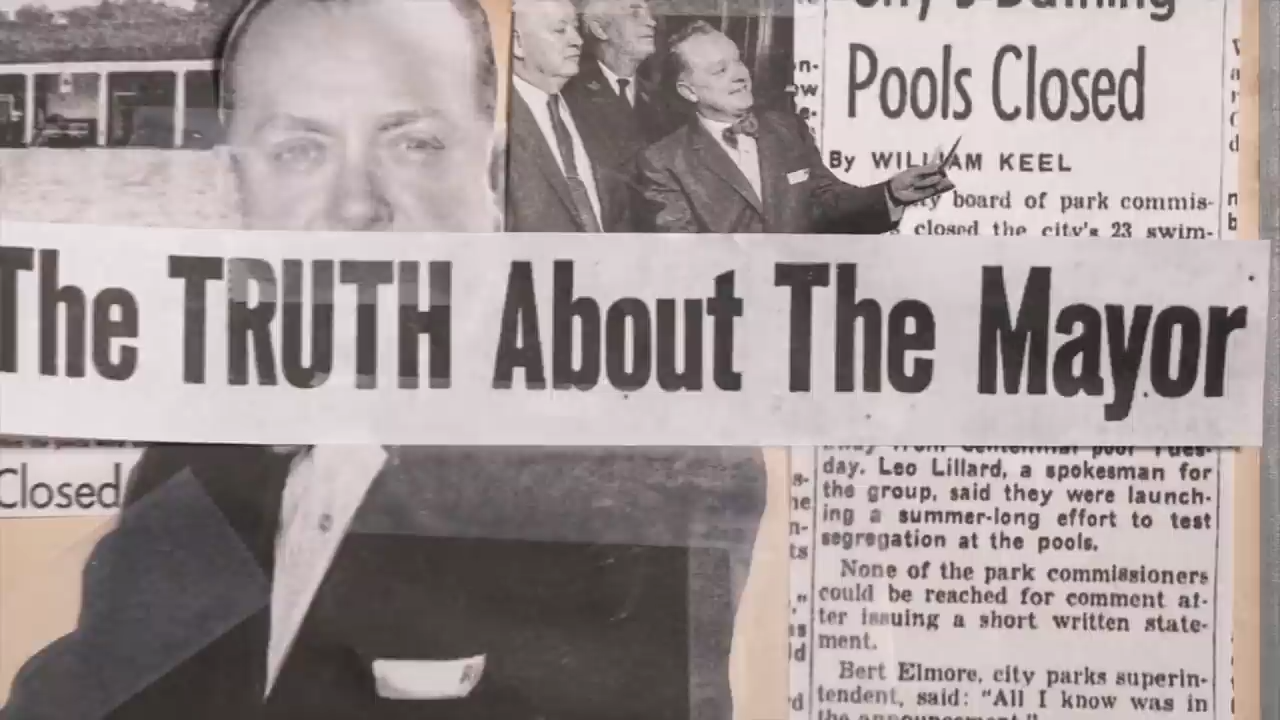 Pools Closed
By WILLIAM KEEL
board of park commis-
closed the city's 23 swim-
The TRUTH About The Mayor
Closed
day. Leo Lillard, a spokesman for
the group, said they were launch-
ing a summer-long effort to test
segregation at the pools.
None of the park commissioners
could be reached for comment af-
ter issuing a short written state-
ment.
Bert Elmore, city parks superin-
tendent, said: "All I know was in